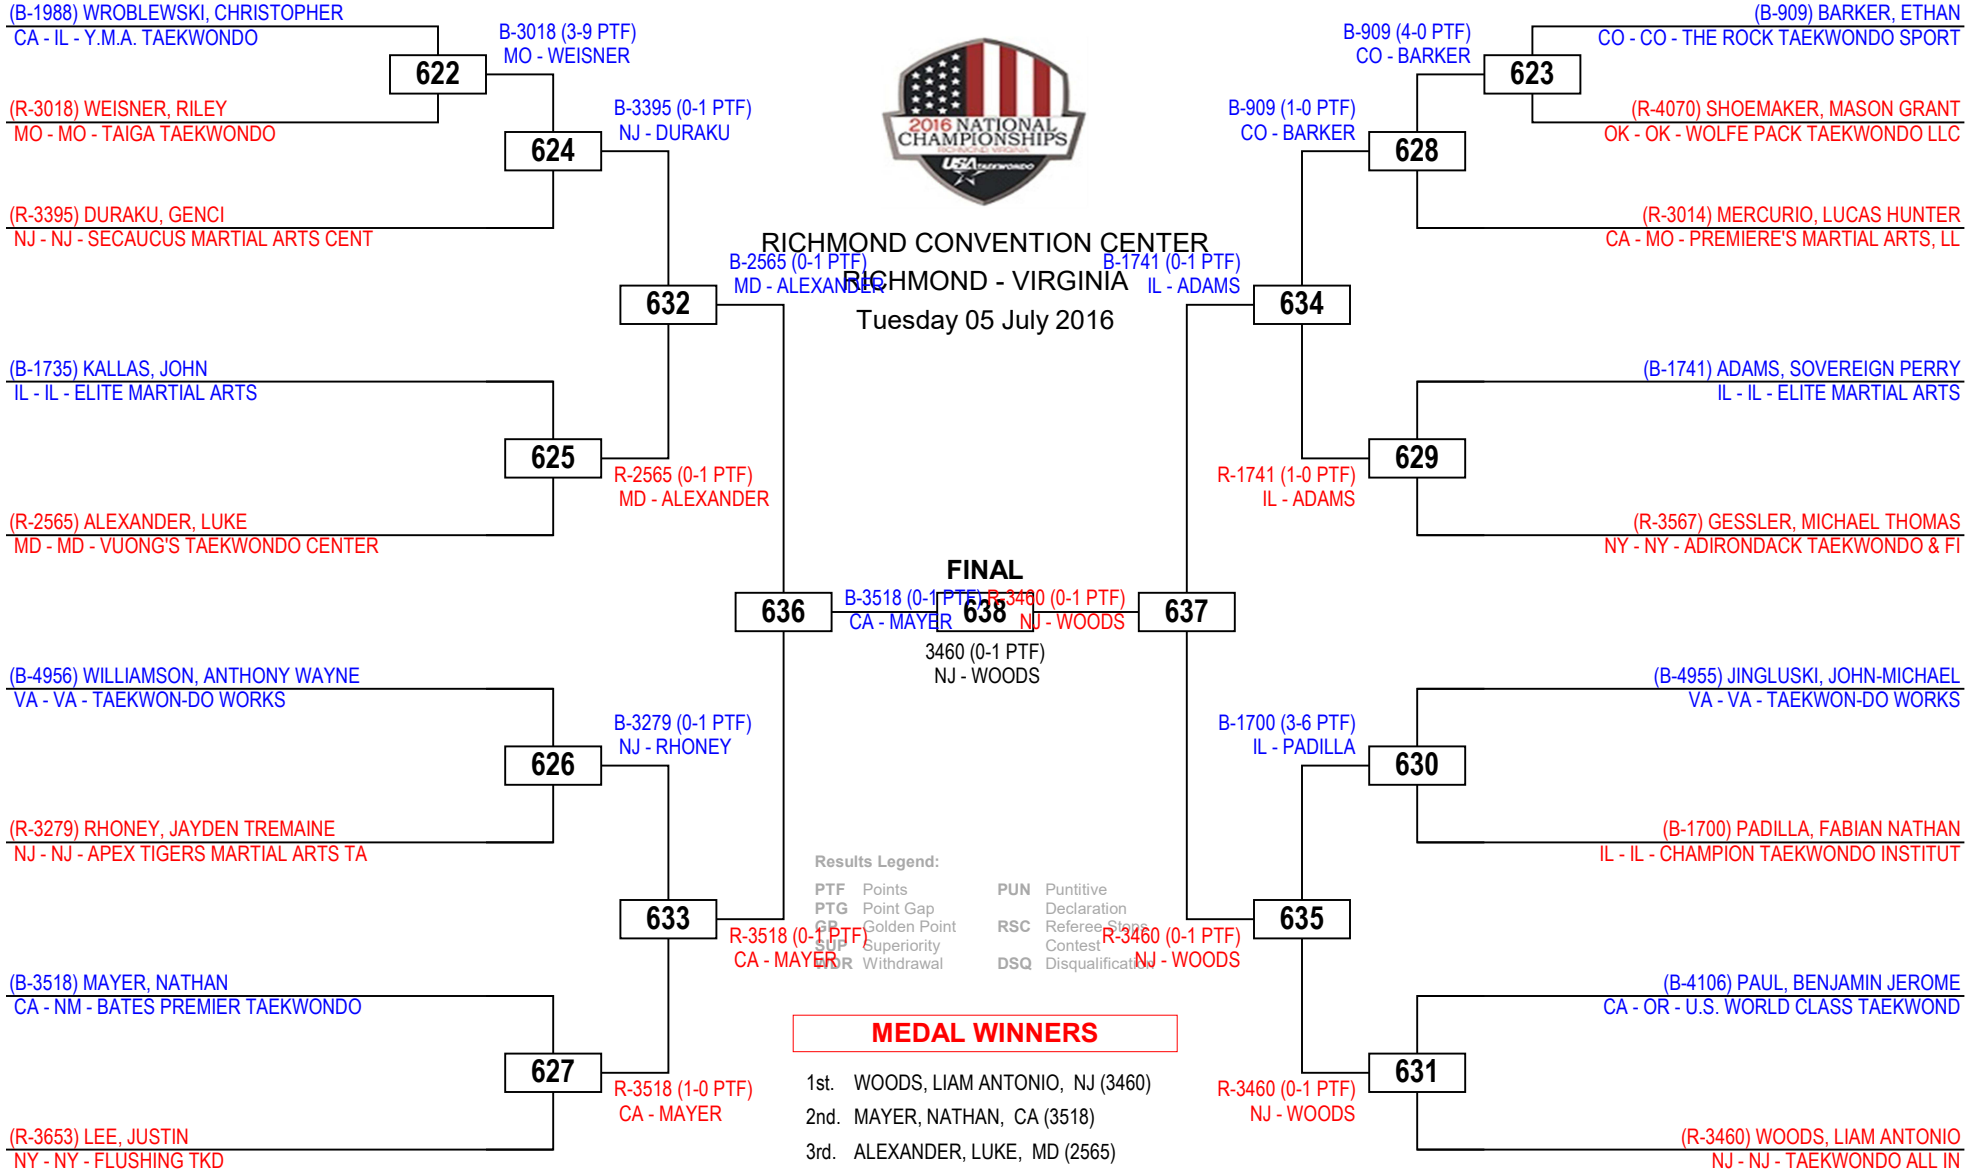 (B-1988) WROBLEWSKI, CHRISTOPHER
CA - IL - Y.M.A. TAEKWONDO
622
(R-3018) WEISNER, RILEY
MO - MO - TAIGA TAEKWONDO
B-3018 (3-9 PTF)
MO - WEISNER
624
(R-3395) DURAKU, GENCI
NJ - NJ - SECAUCUS MARTIAL ARTS CENT
B-3395 (0-1 PTF)
NJ - DURAKU
632
(B-1735) KALLAS, JOHN
IL - IL - ELITE MARTIAL ARTS
625
R-2565 (0-1 PTF)
MD - ALEXANDER
(R-2565) ALEXANDER, LUKE
MD - MD - VUONG'S TAEKWONDO CENTER
B-2565 (0-1 PTF)
MD - ALEXANDER
636
(B-4956) WILLIAMSON, ANTHONY WAYNE
VA - VA - TAEKWON-DO WORKS
626
B-3279 (0-1 PTF)
NJ - RHONEY
(R-3279) RHONEY, JAYDEN TREMAINE
NJ - NJ - APEX TIGERS MARTIAL ARTS TA
633
R-3518 (0-1 PTF)
CA - MAYER
(B-3518) MAYER, NATHAN
CA - NM - BATES PREMIER TAEKWONDO
627
R-3518 (1-0 PTF)
CA - MAYER
(R-3653) LEE, JUSTIN
NY - NY - FLUSHING TKD
2016 NATIONAL
CHAMPIONSHIPS
RICHMOND, VIRGINIA
USA TAEKWONDO
RICHMOND CONVENTION CENTER
RICHMOND - VIRGINIA
Tuesday 05 July 2016
FINAL
B-3518 (0-1 PTF)
CA - MAYER
638
R-3460 (0-1 PTF)
NJ - WOODS
3460 (0-1 PTF)
NJ - WOODS
Results Legend:
PTF Points
PTG Point Gap
GP Golden Point
SUP Superiority
WDR Withdrawal
PUN Puntitive
Declaration
RSC Referee Stops
Contest
DSQ Disqualification
MEDAL WINNERS
1st. WOODS, LIAM ANTONIO, NJ (3460)
2nd. MAYER, NATHAN, CA (3518)
3rd. ALEXANDER, LUKE, MD (2565)
(B-909) BARKER, ETHAN
CO - CO - THE ROCK TAEKWONDO SPORT
623
(R-4070) SHOEMAKER, MASON GRANT
OK - OK - WOLFE PACK TAEKWONDO LLC
B-909 (4-0 PTF)
CO - BARKER
628
(R-3014) MERCURIO, LUCAS HUNTER
CA - MO - PREMIERE'S MARTIAL ARTS, LL
B-909 (1-0 PTF)
CO - BARKER
634
(B-1741) ADAMS, SOVEREIGN PERRY
IL - IL - ELITE MARTIAL ARTS
629
R-1741 (1-0 PTF)
IL - ADAMS
(R-3567) GESSLER, MICHAEL THOMAS
NY - NY - ADIRONDACK TAEKWONDO & FI
B-1741 (0-1 PTF)
IL - ADAMS
637
(B-4955) JINGLUSKI, JOHN-MICHAEL
VA - VA - TAEKWON-DO WORKS
630
B-1700 (3-6 PTF)
IL - PADILLA
(B-1700) PADILLA, FABIAN NATHAN
IL - IL - CHAMPION TAEKWONDO INSTITUT
635
R-3460 (0-1 PTF)
NJ - WOODS
(B-4106) PAUL, BENJAMIN JEROME
CA - OR - U.S. WORLD CLASS TAEKWOND
631
R-3460 (0-1 PTF)
NJ - WOODS
(R-3460) WOODS, LIAM ANTONIO
NJ - NJ - TAEKWONDO ALL IN